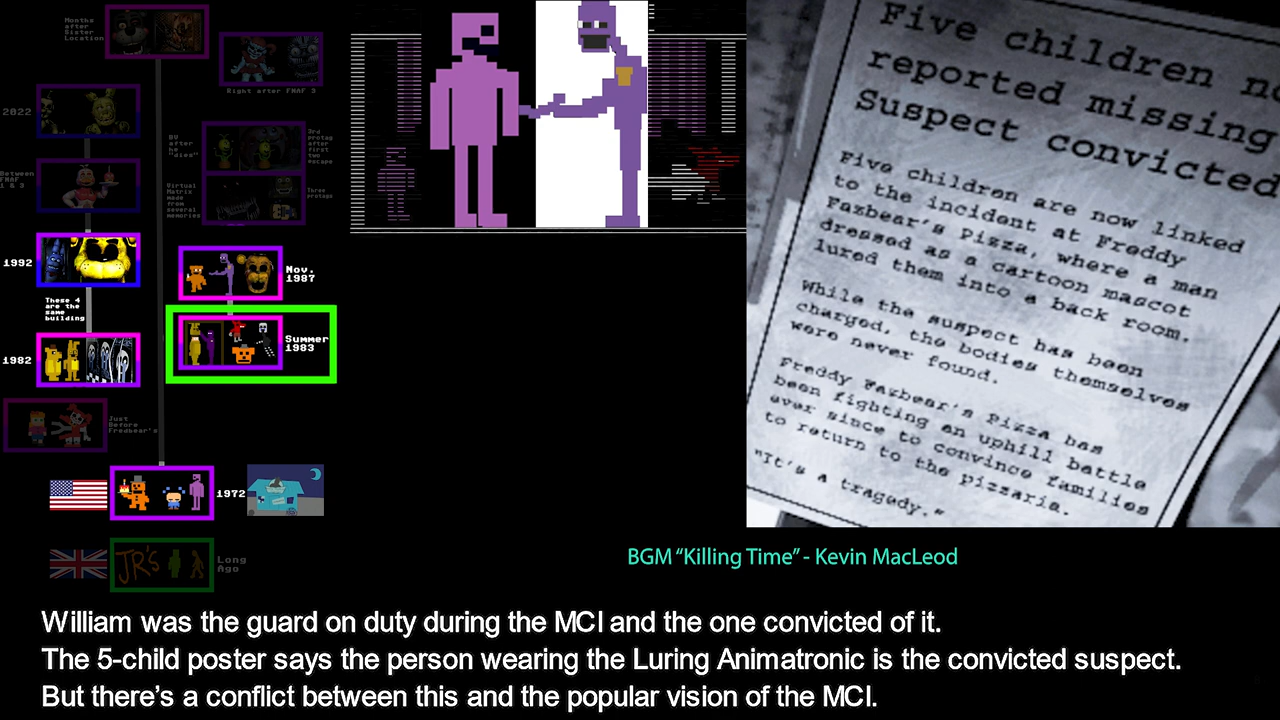 Months
after
Sister
Location
Right after FNAF 3
2022
BV
after
he
"dies"
3rd
protag
after
first
two
escape
Between
FNAF
1 & 3
Virtual
Matrix
made
from
several
memories
Three
protags
1992
Nov.
1987
These 4
are the
same
building
Summer
1983
1982
Just
Before
Fredbear's
1972
JR'S
Long
Ago
Five children no
reported missing
Suspect convicted
Five children are now linked
to the incident at Freddy
Fazbear's Pizza, where a man
dressed as a cartoon mascot
lured them into a back room.
While the suspect has been
charged, the bodies themselves
were never found.
Freddy Fazbear's Pizza has
been fighting an uphill battle
ever since to convince families
to return to the pizzaria.
"It's a tragedy."
BGM “Killing Time” - Kevin MacLeod
William was the guard on duty during the MCI and the one convicted of it.
The 5-child poster says the person wearing the Luring Animatronic is the convicted suspect.
But there's a conflict between this and the popular vision of the MCI.